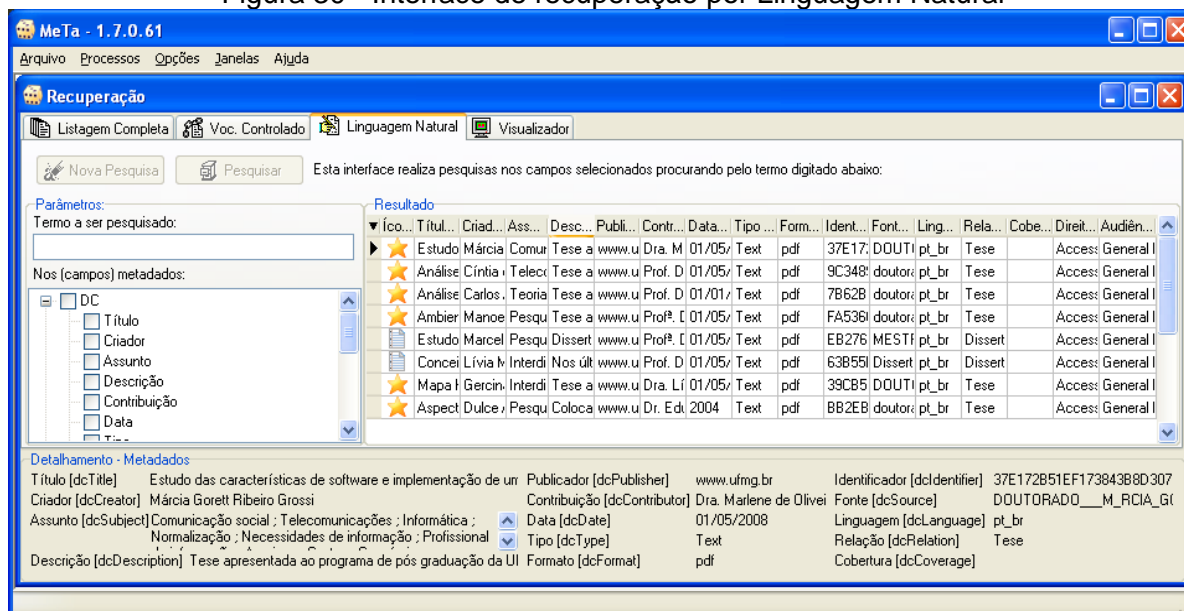 Figura 36 - Interface de recuperação por Linguagem Natural
MeTa - 1.7.0.61
Arquivo Processos Opções Janelas Ajuda
Recuperação
Listagem Completa Voc. Controlado Linguagem Natural Visualizador
Nova Pesquisa Pesquisar Esta interface realiza pesquisas nos campos selecionados procurando pelo termo digitado abaixo:
Parâmetros: Resultado
Termo a ser pesquisado:
Íco... Títul... Criad... Ass... Desc... Publi... Contr... Data... Tipo ... Form... Ident... Font... Ling... Rela... Cobe... Direit... Audiên...
Estudo Márcia Comur Tese a www.u Dra. M 01/05/ Text pdf 37E17: DOUT pt_br Tese Access General I
Análise Cíntia Telecc Tese a www.u Prof. D 01/05/ Text pdf 9C348 doutora pt_br Tese Access General I
Análise Carlos Teoria Tese a www.u Prof. D 01/01/ Text pdf 7B62B doutora pt_br Tese Access General I
Ambier Manoe Pesqu Tese a www.u Profª. D 01/05/ Text pdf FA536 doutora pt_br Tese Access General I
Estudo Marcel Pesqu Dissert www.u Profª. D 01/05/ Text pdf EB276 MEST pt_br Dissert Access General I
Concei Lívia M Interdi Nos últ www.u Prof. D 01/05/ Text pdf 63B55 Dissert pt_br Dissert Access General I
Mapa H Gercin Interdi Tese a www.u Dra. Lí 01/05/ Text pdf 39CB5 DOUT pt_br Tese Access General I
Aspect Dulce Pesqu Coloca www.u Dr. Edu 2004 Text pdf BB2EB doutora pt_br Tese Access General I
Nos (campos) metadados:
DC
Título
Criador
Assunto
Descrição
Contribuição
Data
Tipo
Detalhamento - Metadados
Título [dcTitle] Estudo das características de software e implementação de um Publicador [dcPublisher] www.ufmg.br Identificador [dcIdentifier] 37E172B51EF173843B8D307
Criador [dcCreator] Márcia Gorett Ribeiro Grossi Contribuição [dcContributor] Dra. Marlene de Olivei Fonte [dcSource] DOUTORADO___M_RCIA_G
Assunto [dcSubject] Comunicação social ; Telecomunicações ; Informática ; Data [dcDate] 01/05/2008 Linguagem [dcLanguage] pt_br
Normalização ; Necessidades de informação ; Profissional Tipo [dcType] Text Relação [dcRelation] Tese
Descrição [dcDescription] Tese apresentada ao programa de pós graduação da U Formato [dcFormat] pdf Cobertura [dcCoverage]